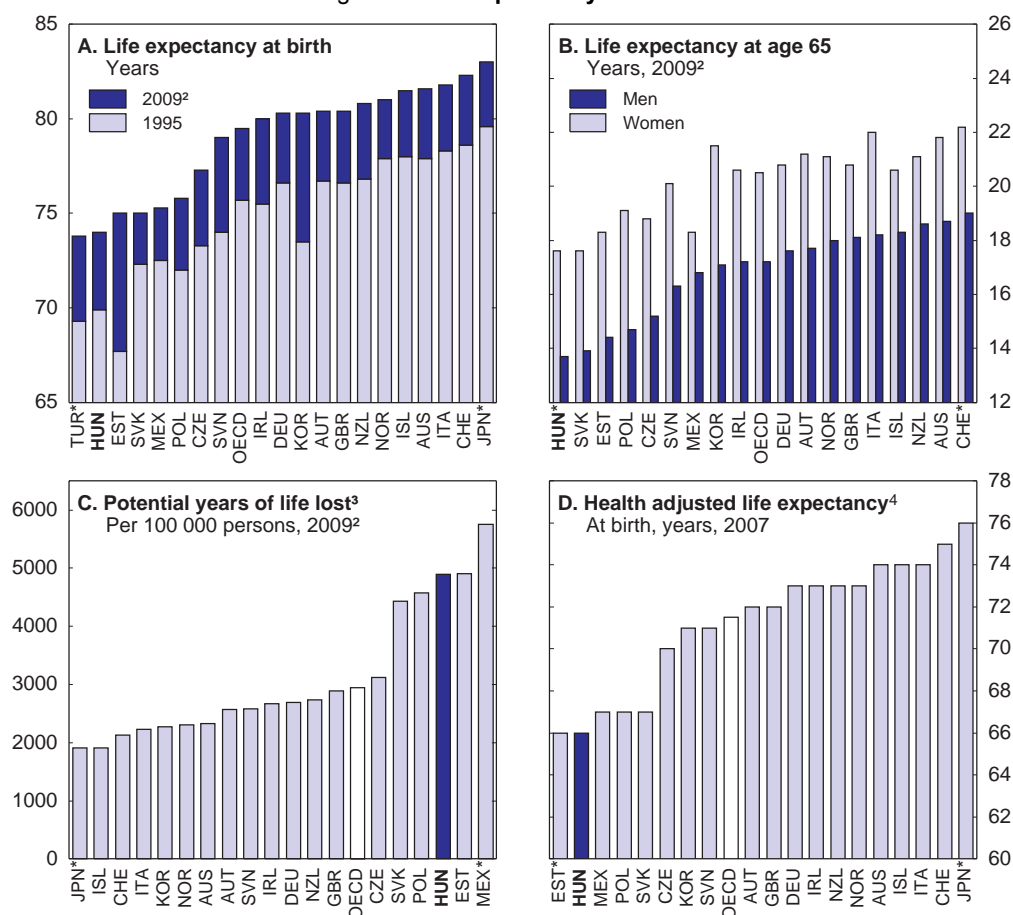 85
80
75
70
65
A. Life expectancy at birth
Years
2009²
1995
TUR*
HUN
EST
SVK
MEX
POL
CZE
SVN
OECD
IRL
DEU
KOR
AUT
GBR
NZL
NOR
ISL
AUS
ITA
CHE
JPN*
26
24
22
20
18
16
14
12
B. Life expectancy at age 65
Years, 2009²
Men
Women
HUN*
SVK
EST
POL
CZE
SVN
MEX
KOR
IRL
OECD
DEU
AUT
NOR
GBR
ITA
ISL
NZL
AUS
CHE*
6000
5000
4000
3000
2000
1000
0
C. Potential years of life lost³
Per 100 000 persons, 2009²
JPN*
ISL
CHE
ITA
KOR
NOR
AUS
AUT
SVN
IRL
DEU
NZL
GBR
OECD
CZE
SVK
POL
HUN
EST
MEX*
78
76
74
72
70
68
66
64
62
60
D. Health adjusted life expectancy⁴
At birth, years, 2007
EST*
HUN
MEX
POL
SVK
CZE
KOR
SVN
OECD
AUT
GBR
DEU
IRL
NZL
NOR
AUS
ISL
ITA
CHE
JPN*